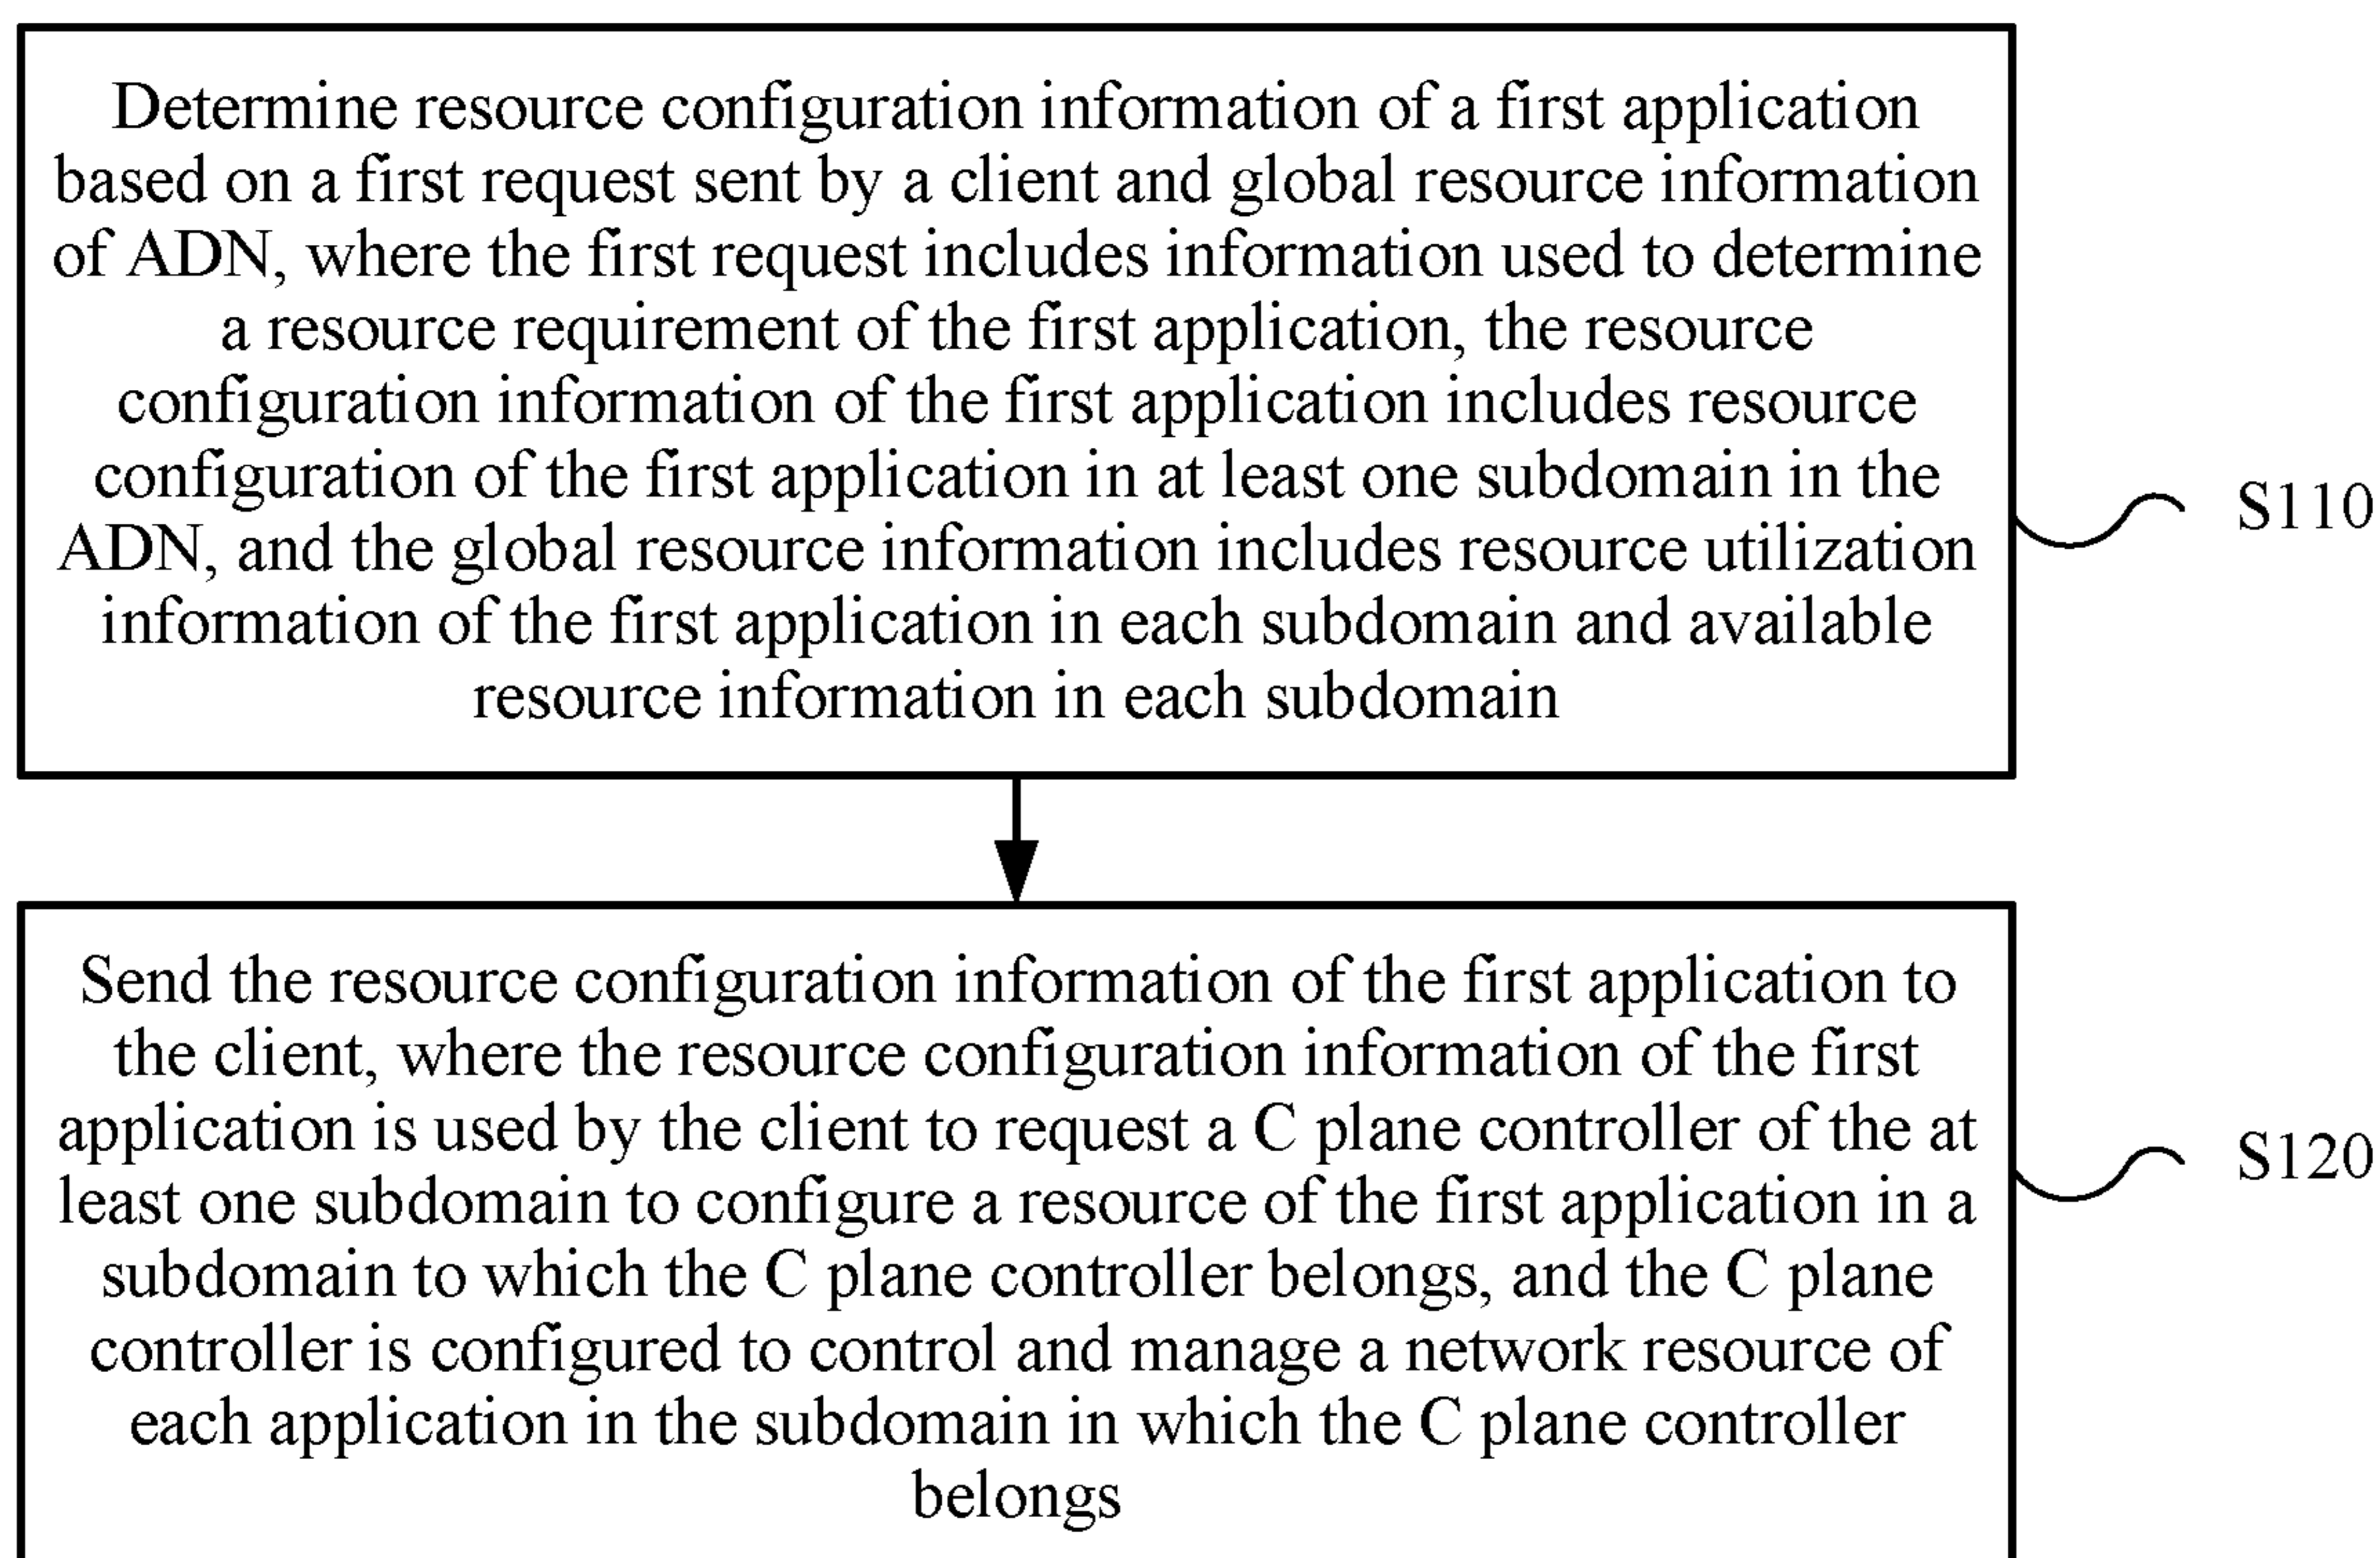 Determine resource configuration information of a first application
based on a first request sent by a client and global resource information
of ADN, where the first request includes information used to determine
a resource requirement of the first application, the resource
configuration information of the first application includes resource
configuration of the first application in at least one subdomain in the
ADN, and the global resource information includes resource utilization
information of the first application in each subdomain and available
resource information in each subdomain
S110
Send the resource configuration information of the first application to
the client, where the resource configuration information of the first
application is used by the client to request a C plane controller of the at
least one subdomain to configure a resource of the first application in a
subdomain to which the C plane controller belongs, and the C plane
controller is configured to control and manage a network resource of
each application in the subdomain in which the C plane controller
belongs
S120